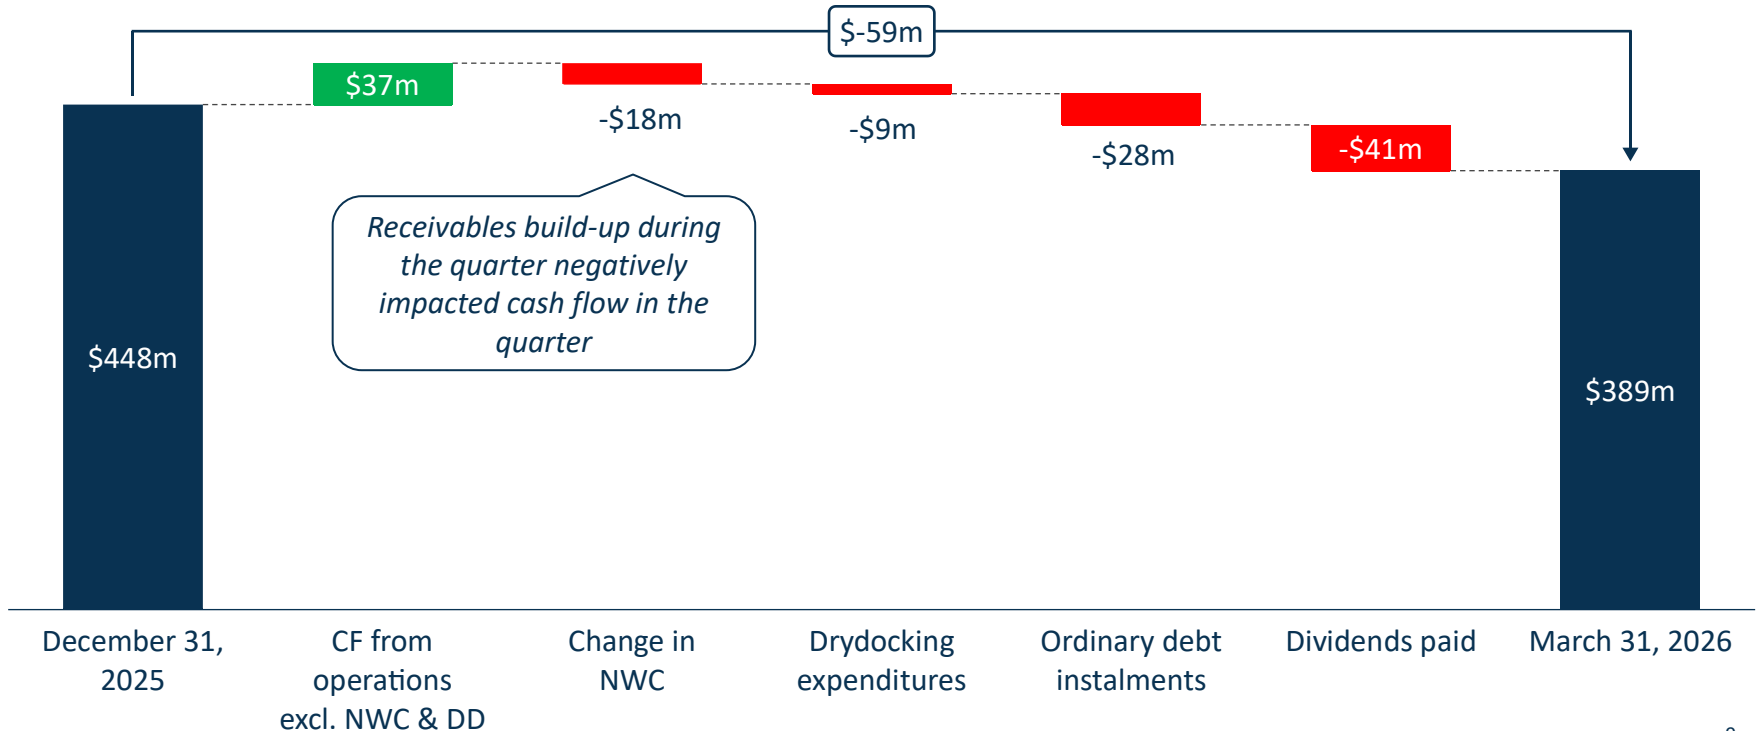 $-59m
$37m
-$18m
-$9m
-$28m
-$41m
Receivables build-up during
the quarter negatively
impacted cash flow in the
quarter
$448m
$389m
December 31,
2025
CF from
operations
excl. NWC & DD
Change in
NWC
Drydocking
expenditures
Ordinary debt
instalments
Dividends paid
March 31, 2026